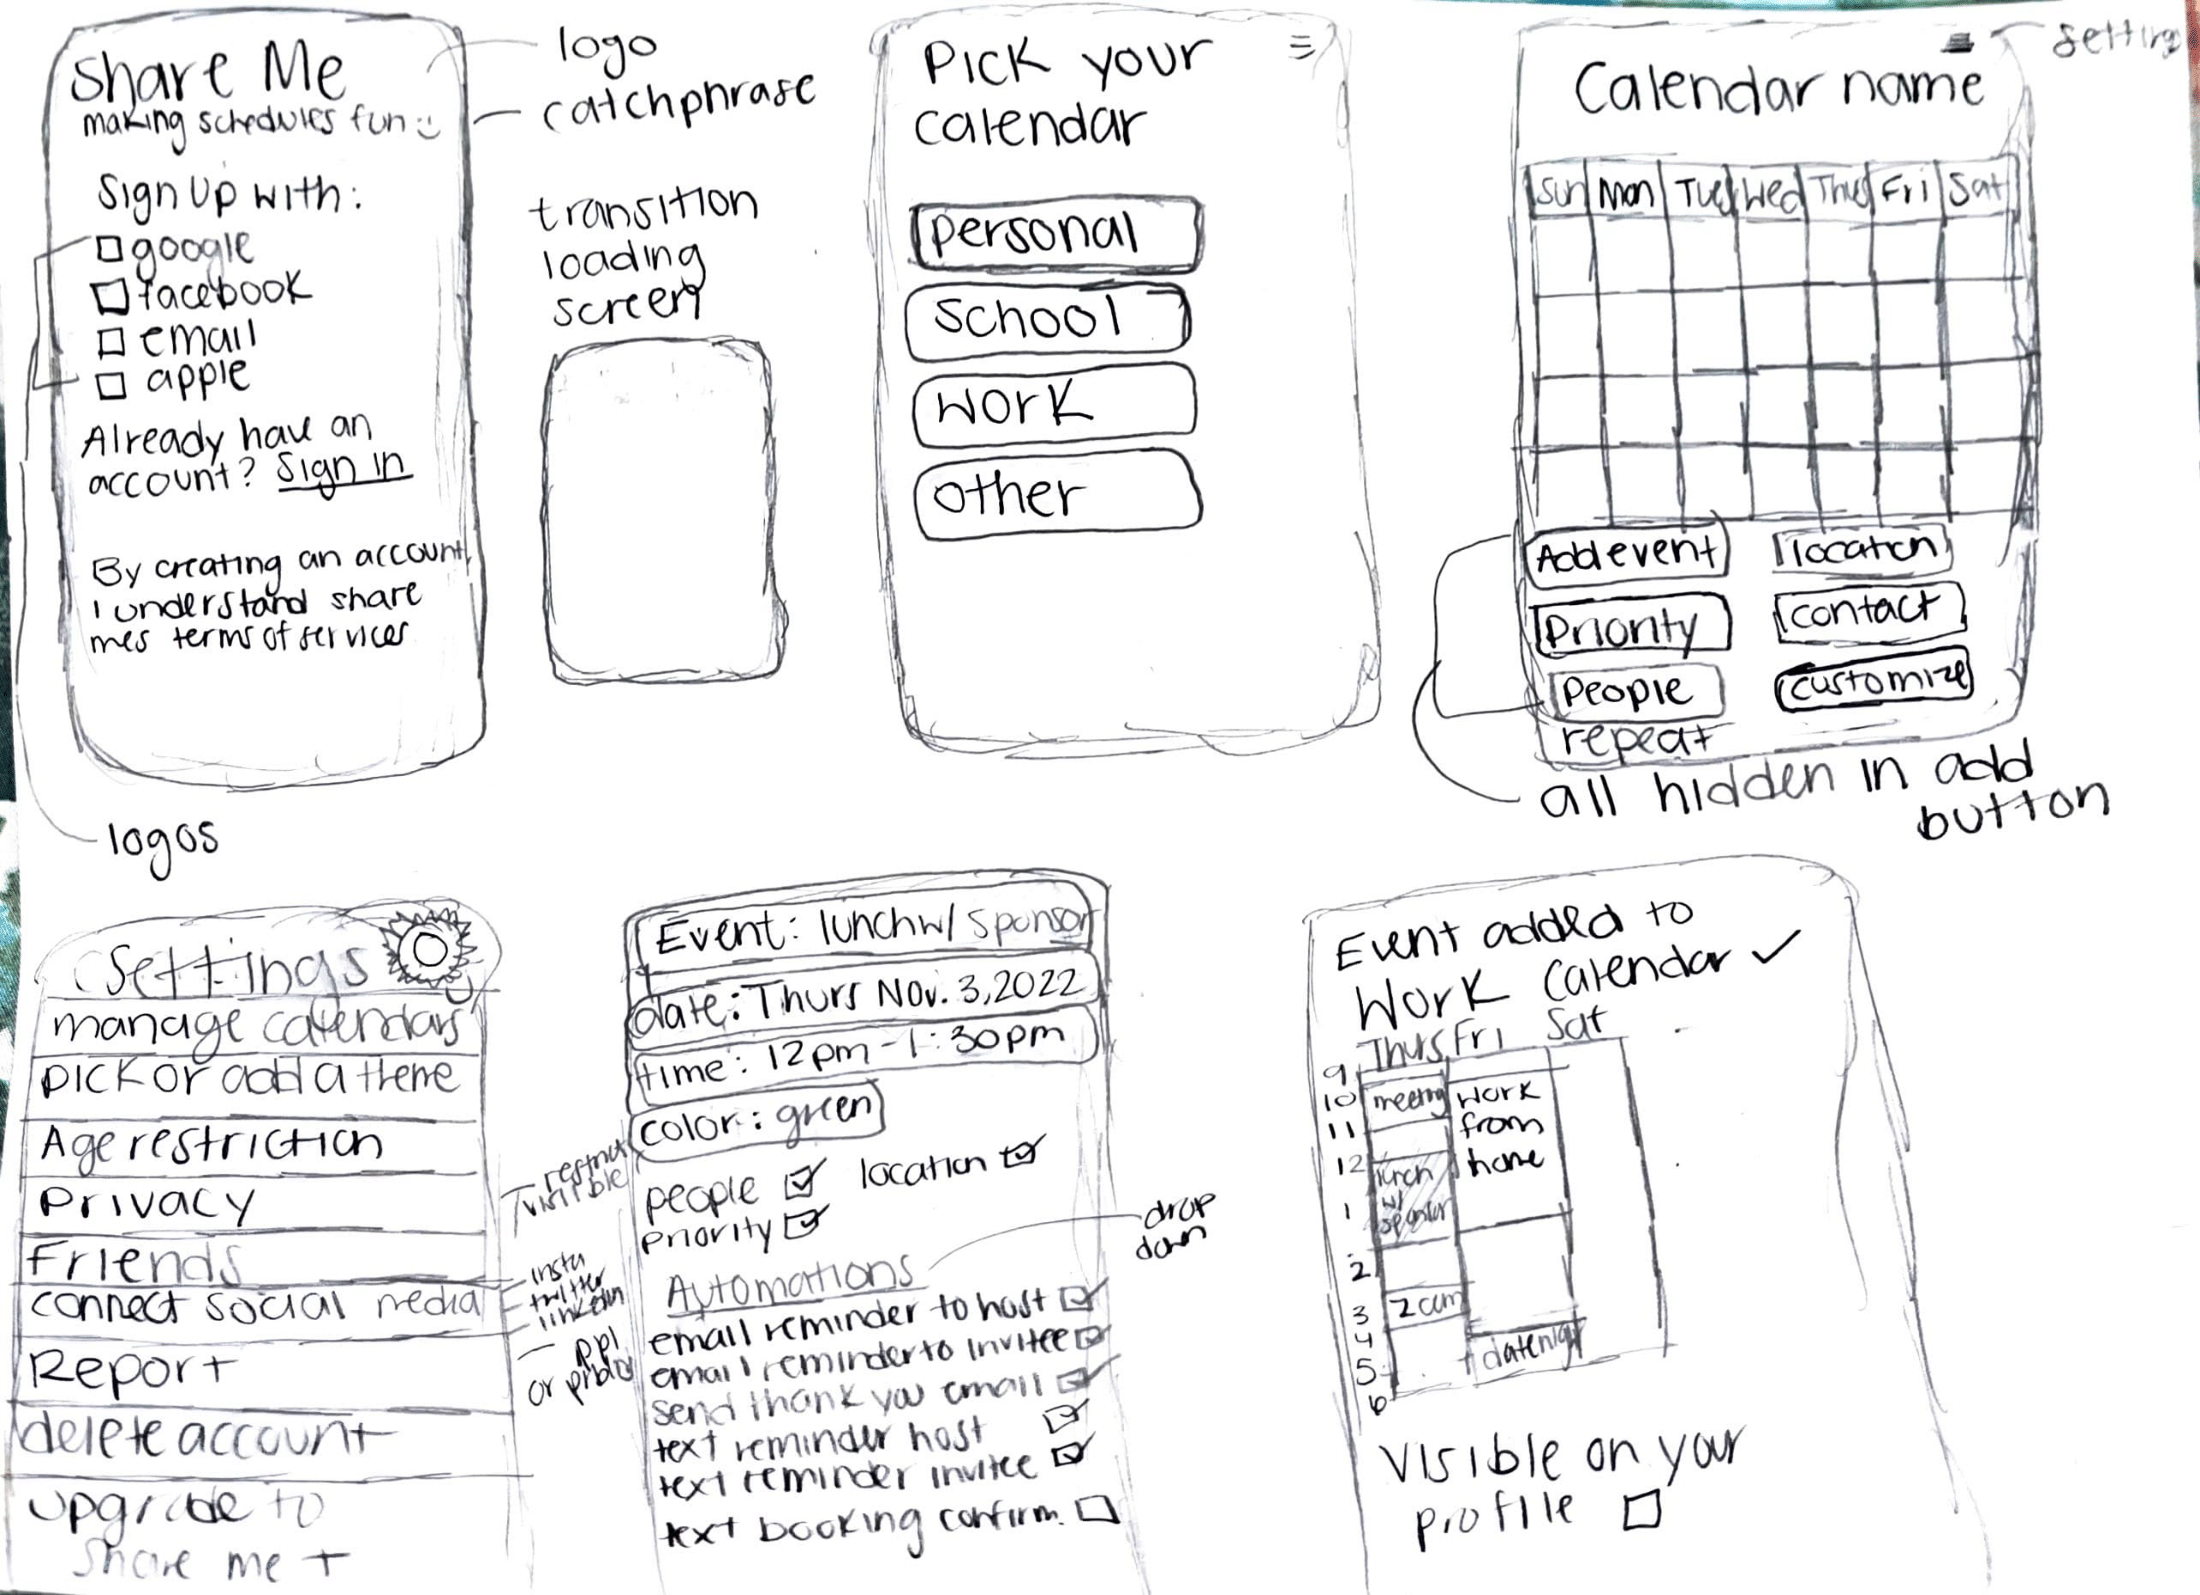 Share Me
making schedules fun
Sign Up with:
google
facebook
email
apple
Already have an
account? Sign in
By creating an account
I understand share
mes terms of services
logos
logo
catchphrase
transition
loading
screen
Pick your
calendar
personal
school
work
other
setting
Calendar name
Sun Mon Tues Wed Thus Fri Sat
Add event
location
Priority
contact
People
customize
repeat
all hidden in add
button
Settings
manage calendars
pick or add a theme
Age restriction
Privacy
Friends
connect social media
Report
delete account
upgrade to
share me +
visible
insta
twitter
linkedin
ppl
or
Event: lunch w/ sponsor
date: Thurs Nov. 3, 2022
time: 12pm - 1:30pm
color: green
people
location
priority
Automations
drop
down
email reminder to host
email reminder to invitee
send thank you email
text reminder host
text reminder invitee
text booking confirm.
Event added to
Work Calendar ✓
Thurs Fri Sat
9
10
11
12
1
2
3
4
5
6
meeting
lunch
w/
sponsor
work
from
home
zoom
date night
Visible on your
profile